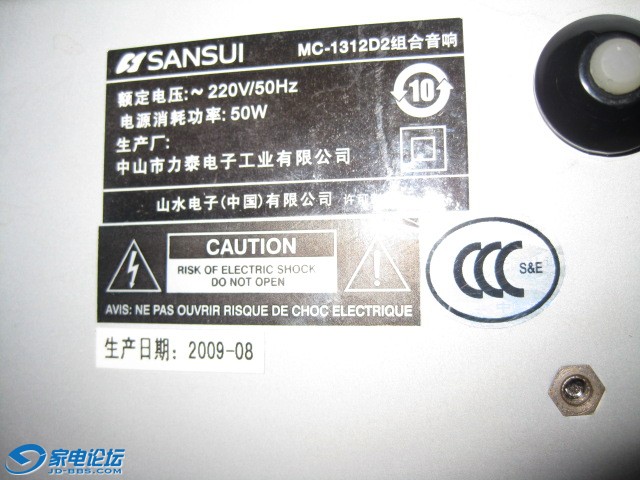 SANSUI MC-1312D2组合音响
额定电压:~220V/50Hz
电源消耗功率:50W
10
生产厂:
中山市力泰电子工业有限公司
山水电子(中国)有限公司 许可
CAUTION
RISK OF ELECTRIC SHOCK
DO NOT OPEN
AVIS: NE PAS OUVRIR RISQUE DE CHOC ELECTRIQUE
CCC S&E
生产日期: 2009-08
家电论坛
JD-BBS.COM